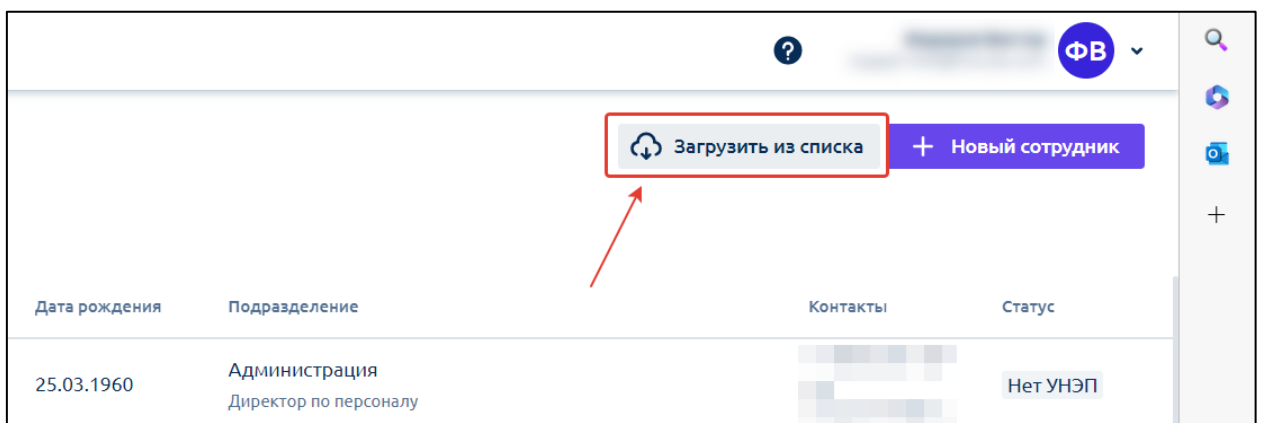 ?
ФВ
Загрузить из списка
+ Новый сотрудник
Дата рождения
Подразделение
Контакты
Статус
25.03.1960
Администрация
Директор по персоналу
Нет УНЭП